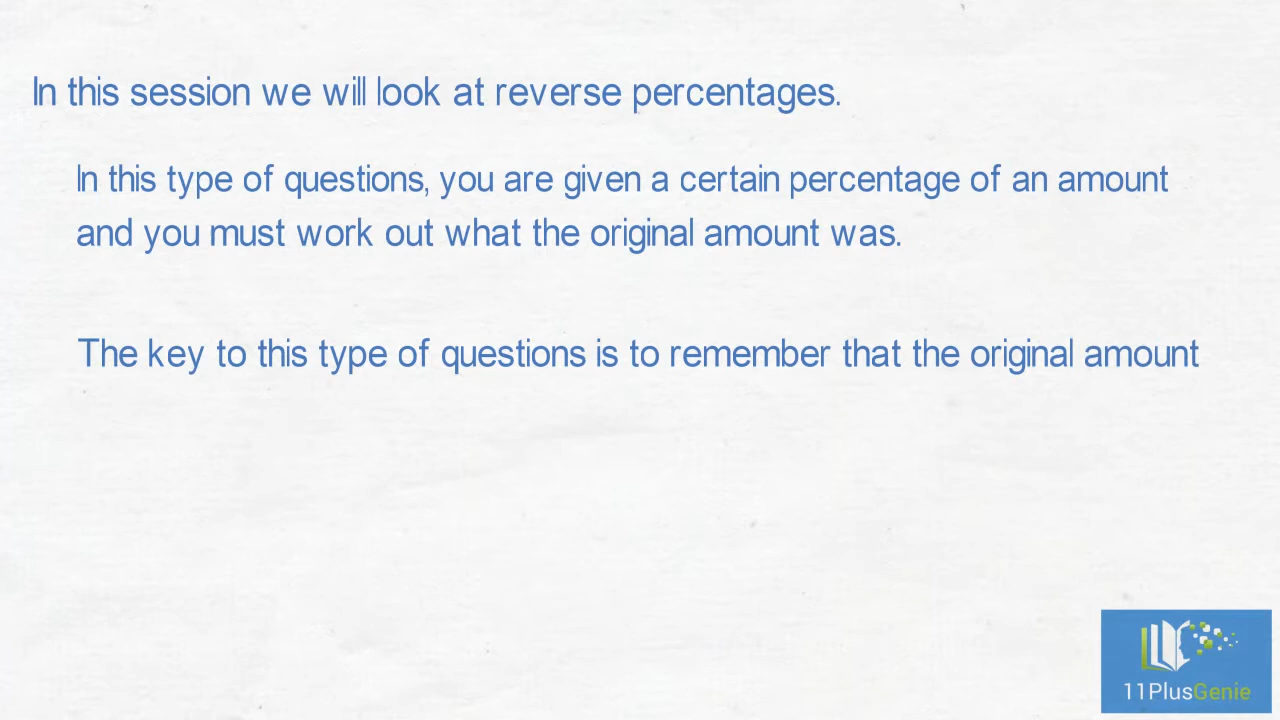 In this session we will look at reverse percentages.
In this type of questions, you are given a certain percentage of an amount
and you must work out what the original amount was.
The key to this type of questions is to remember that the original amount
11PlusGenie